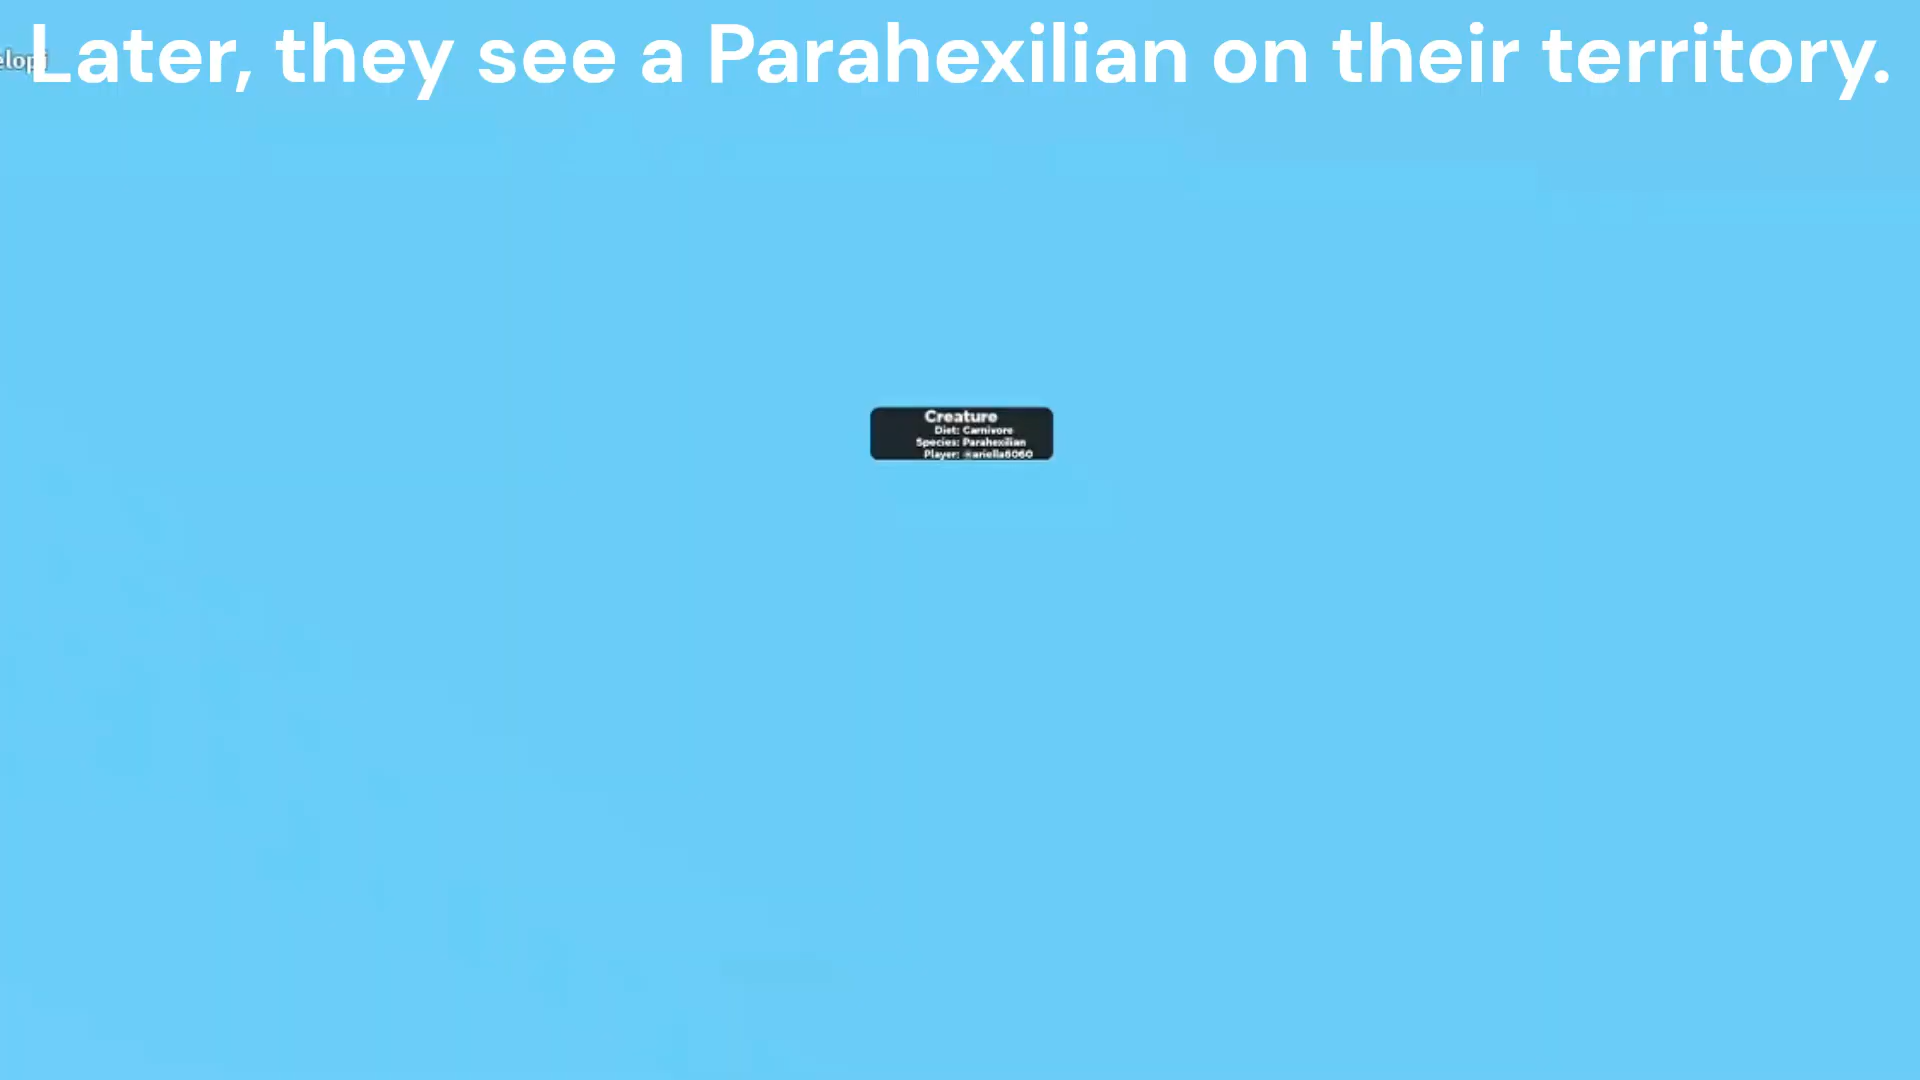 Later, they see a Parahexilian on their territory.
Creature
Diet: Carnivore
Species: Parahexilian
Player: @ariella6060